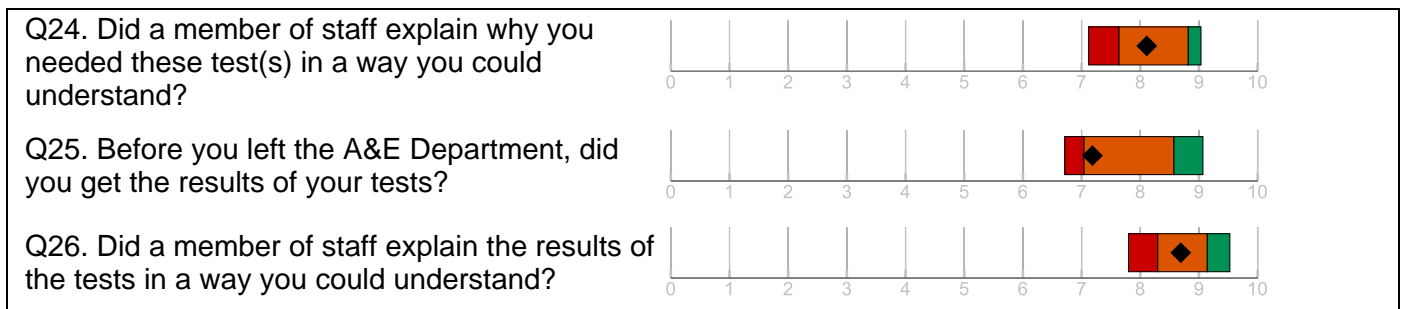 Q24. Did a member of staff explain why you
needed these test(s) in a way you could
understand?
0 1 2 3 4 5 6 7 8 9 10
Q25. Before you left the A&E Department, did
you get the results of your tests?
0 1 2 3 4 5 6 7 8 9 10
Q26. Did a member of staff explain the results of
the tests in a way you could understand?
0 1 2 3 4 5 6 7 8 9 10